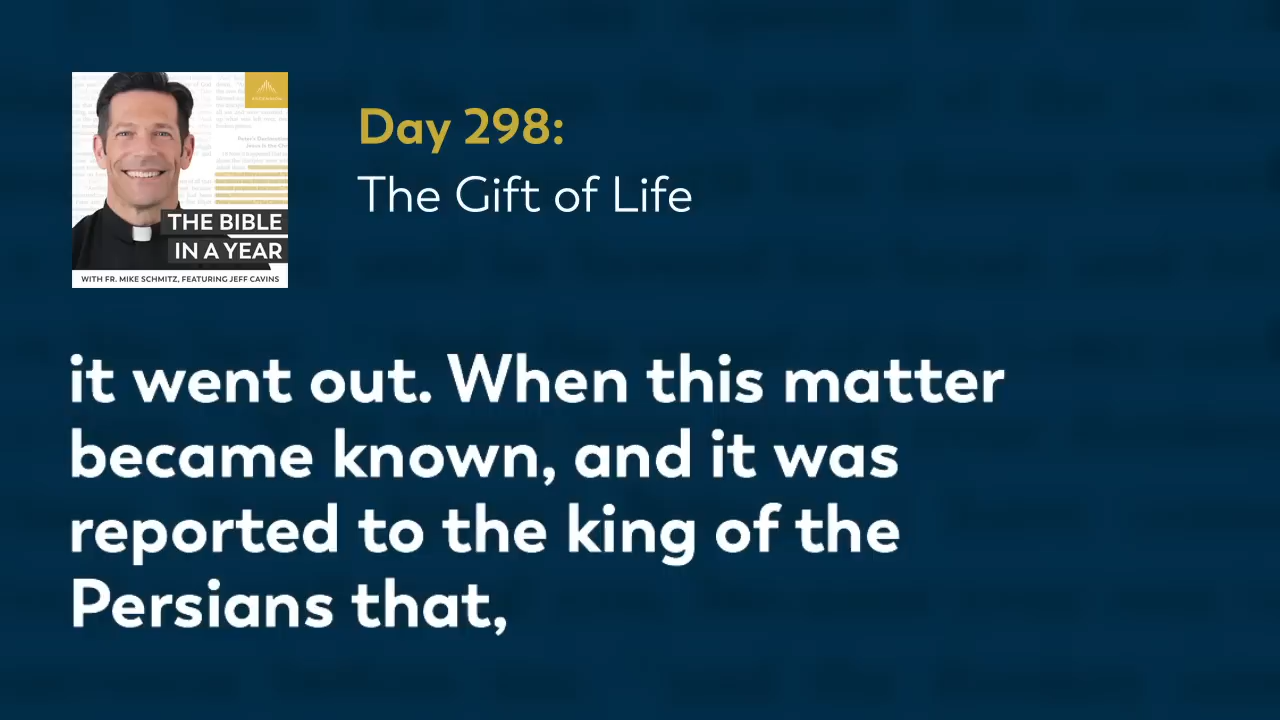 THE BIBLE
IN A YEAR
WITH FR. MIKE SCHMITZ, FEATURING JEFF CAVINS
Day 298:
The Gift of Life
it went out. When this matter
became known, and it was
reported to the king of the
Persians that,